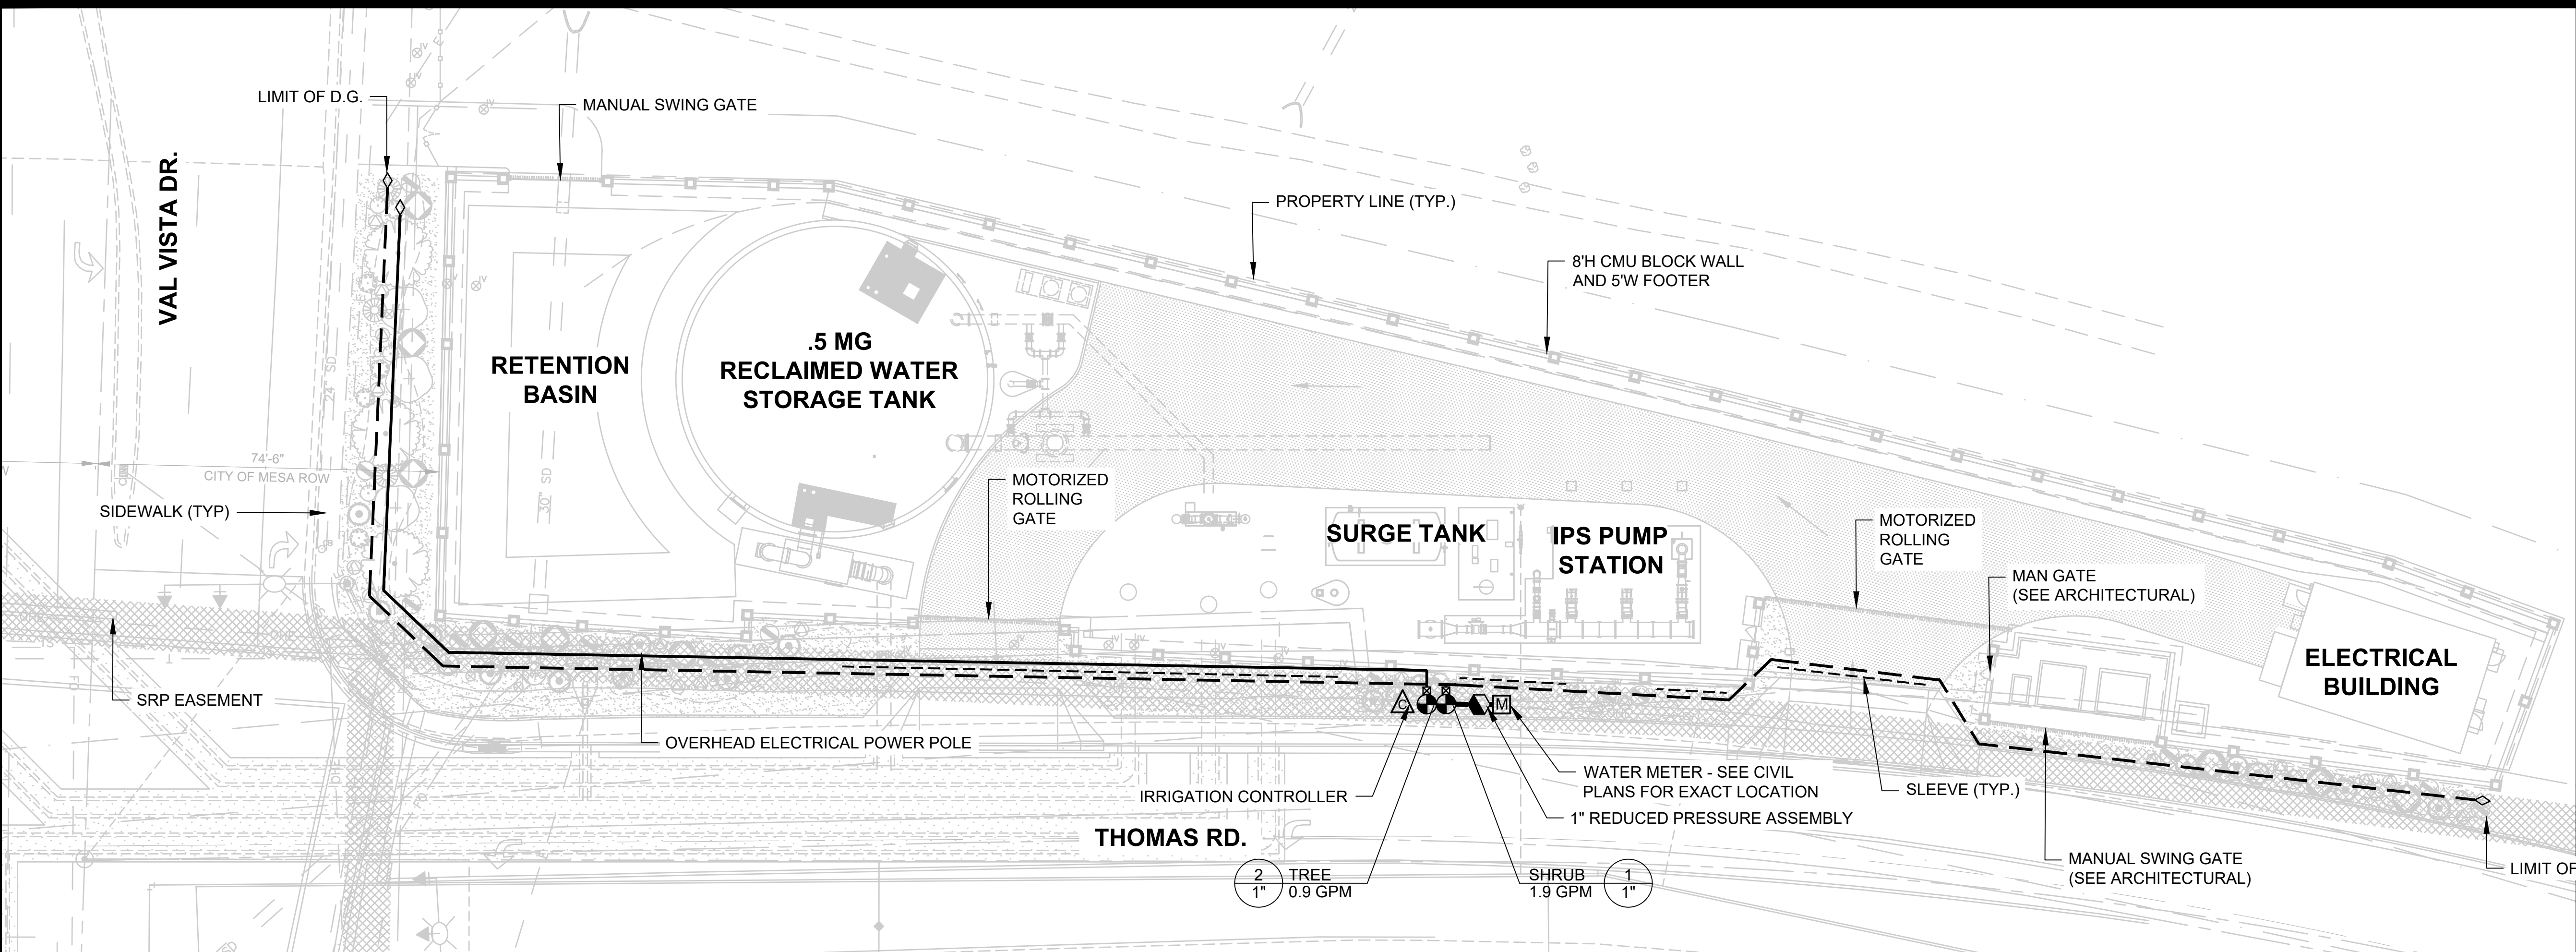 LIMIT OF D.G.
MANUAL SWING GATE
VAL VISTA DR.
PROPERTY LINE (TYP.)
8'H CMU BLOCK WALL
AND 5'W FOOTER
.5 MG
RECLAIMED WATER
STORAGE TANK
RETENTION
BASIN
24" SD
30" SD
74'-6"
CITY OF MESA ROW
SIDEWALK (TYP)
MOTORIZED
ROLLING
GATE
SURGE TANK
IPS PUMP
STATION
MOTORIZED
ROLLING
GATE
MAN GATE
(SEE ARCHITECTURAL)
ELECTRICAL
BUILDING
SRP EASEMENT
OVERHEAD ELECTRICAL POWER POLE
C
M
IRRIGATION CONTROLLER
WATER METER - SEE CIVIL
PLANS FOR EXACT LOCATION
1" REDUCED PRESSURE ASSEMBLY
SLEEVE (TYP.)
THOMAS RD.
2
1"
TREE
0.9 GPM
SHRUB
1.9 GPM
1
1"
MANUAL SWING GATE
(SEE ARCHITECTURAL)
LIMIT OF